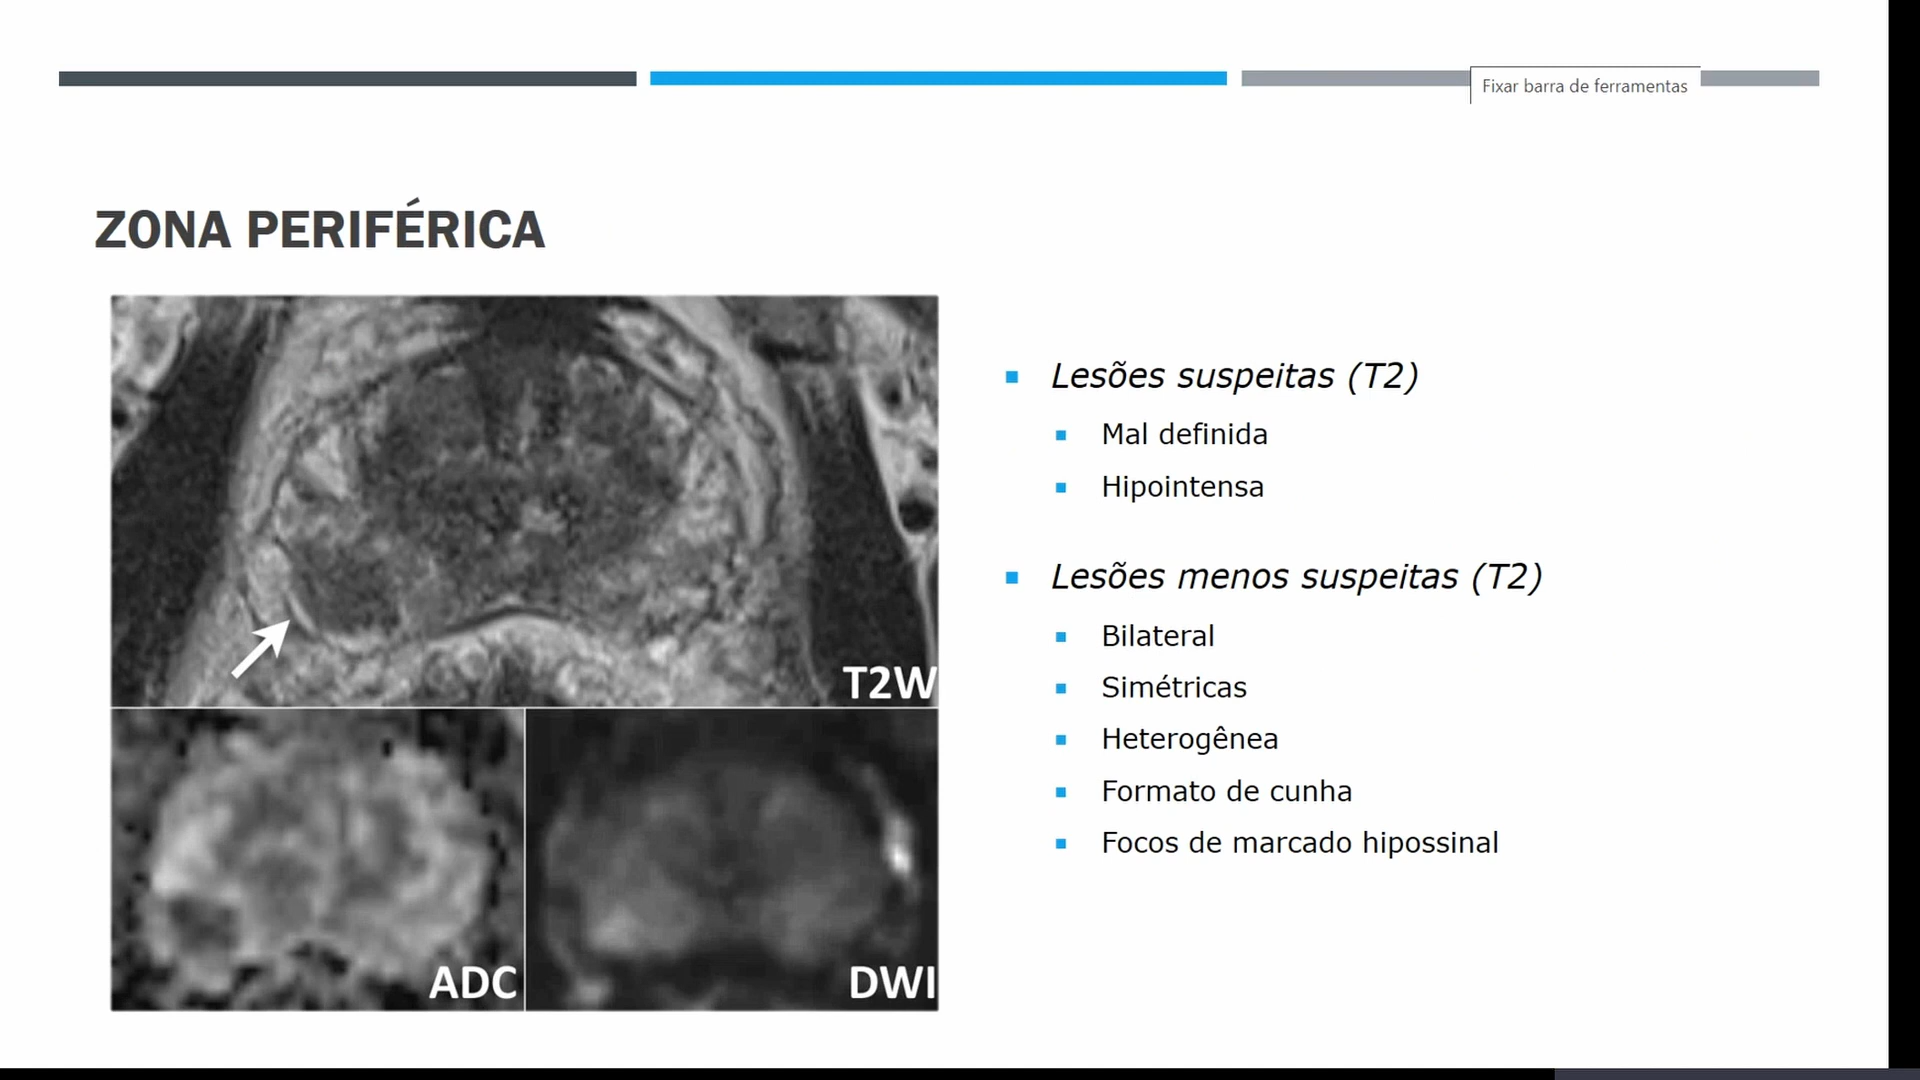 Fixar barra de ferramentas
ZONA PERIFÉRICA
T2W
ADC
DWI
Lesões suspeitas (T2)
Mal definida
Hipointensa
Lesões menos suspeitas (T2)
Bilateral
Simétricas
Heterogênea
Formato de cunha
Focos de marcado hipossinal